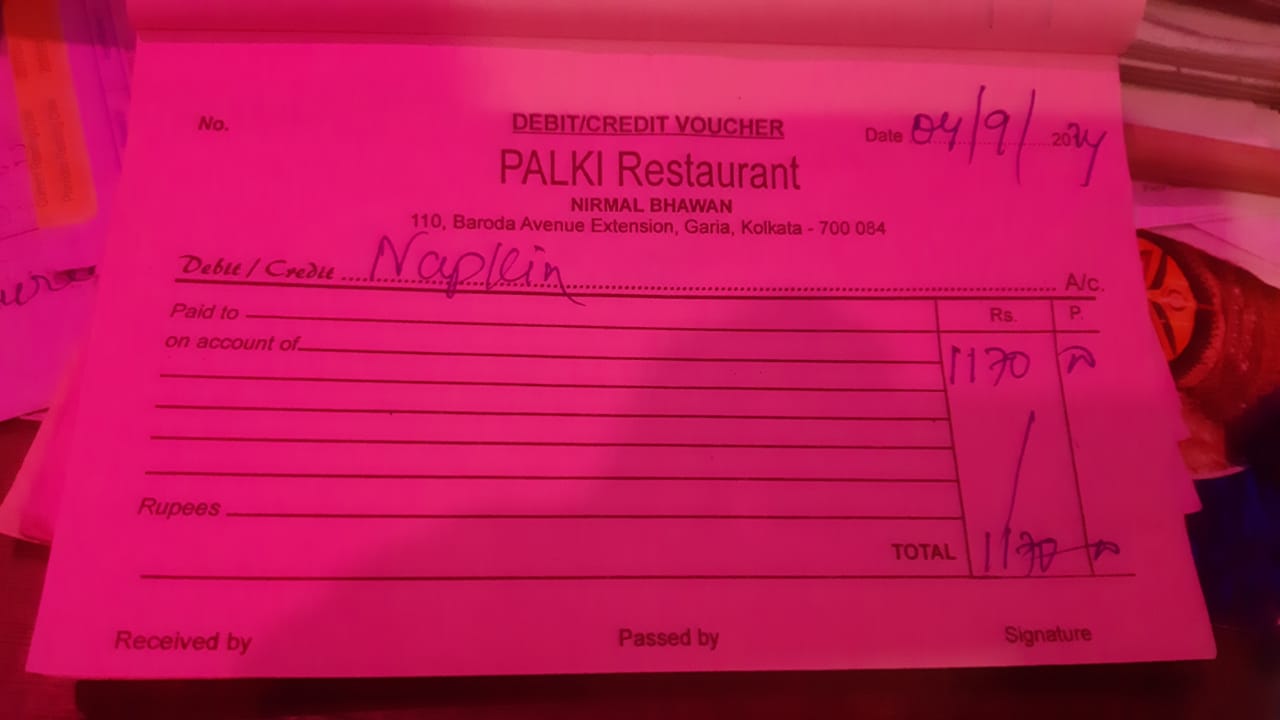 No.
DEBIT/CREDIT VOUCHER
Date 04/9/2024
PALKI Restaurant
NIRMAL BHAWAN
110, Baroda Avenue Extension, Garia, Kolkata - 700 084
Debit / Credit Napkin A/c.
Paid to Rs. P.
on account of 1170
Rupees
TOTAL 1170
Received by Passed by Signature